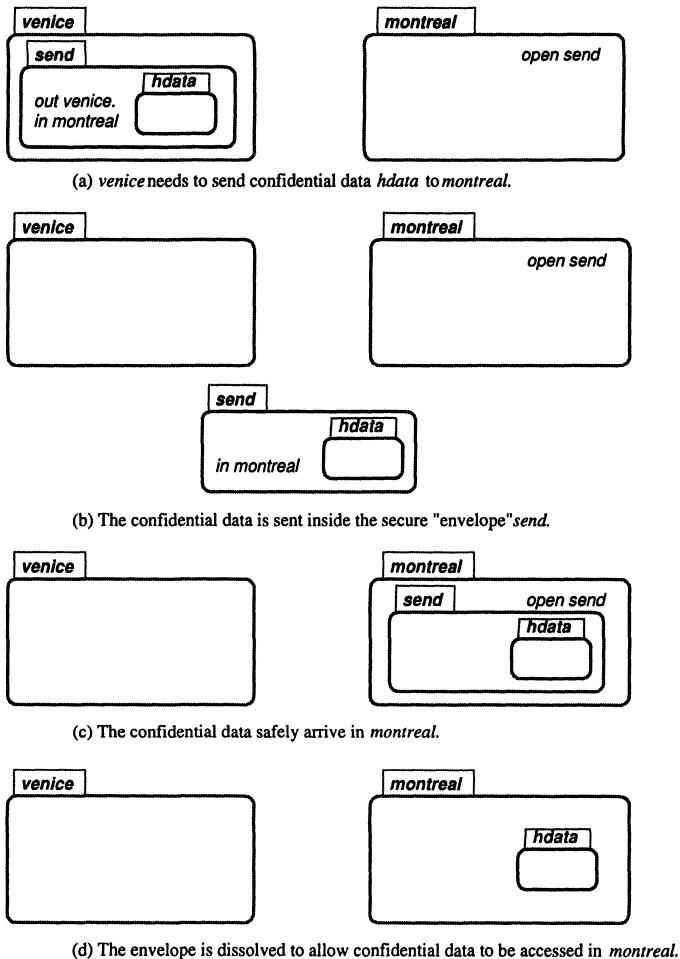 venice
montreal
send
open send
hdata
out venice.
in montreal
(a) venice needs to send confidential data hdata to montreal.
venice
montreal
open send
send
hdata
in montreal
(b) The confidential data is sent inside the secure "envelope" send.
venice
montreal
send
open send
hdata
(c) The confidential data safely arrive in montreal.
venice
montreal
hdata
(d) The envelope is dissolved to allow confidential data to be accessed in montreal.